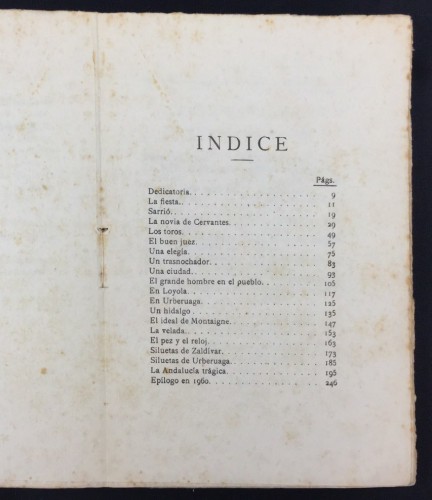 INDICE
Págs.
Dedicatoria. . . . . . . . . . . . . . . 9
La fiesta. . . . . . . . . . . . . . . . 11
Sarrió. . . . . . . . . . . . . . . . . 19
La novia de Cervantes. . . . . . . . . . 29
Los toros. . . . . . . . . . . . . . . . 49
El buen juez. . . . . . . . . . . . . . 57
Una elegía. . . . . . . . . . . . . . . 75
Un trasnochador. . . . . . . . . . . . . 83
Una ciudad. . . . . . . . . . . . . . . 93
El grande hombre en el pueblo. . . . . . 105
En Loyola. . . . . . . . . . . . . . . . 117
En Urberuaga. . . . . . . . . . . . . . 125
Un hidalgo . . . . . . . . . . . . . . . 135
El ideal de Montaigne. . . . . . . . . . 147
La velada. . . . . . . . . . . . . . . . 153
El pez y el reloj. . . . . . . . . . . . 163
Siluetas de Zaldívar. . . . . . . . . . 173
Siluetas de Urberuaga. . . . . . . . . . 185
La Andalucía trágica. . . . . . . . . . 195
Epílogo en 1960. . . . . . . . . . . . . 246